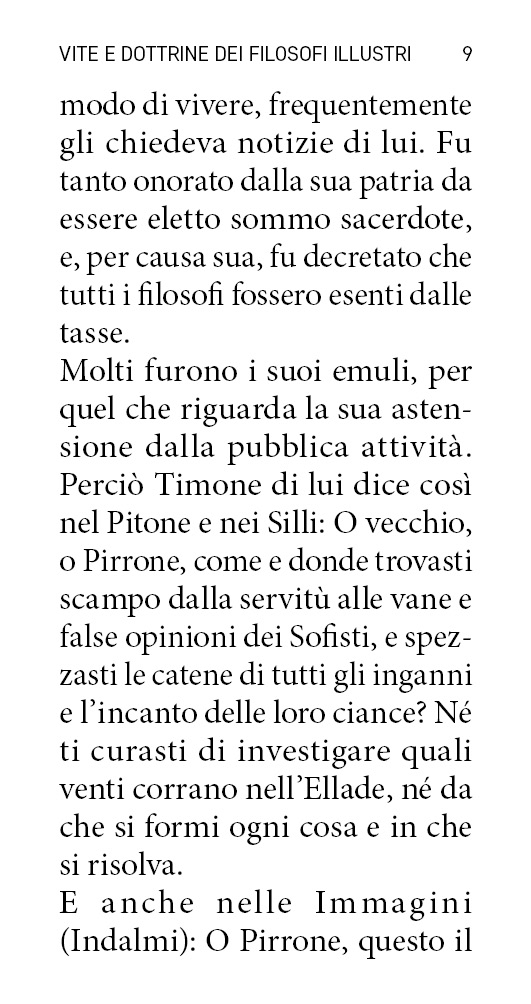 VITE E DOTTRINE DEI FILOSOFI ILLUSTRI 9
modo di vivere, frequentemente
gli chiedeva notizie di lui. Fu
tanto onorato dalla sua patria da
essere eletto sommo sacerdote,
e, per causa sua, fu decretato che
tutti i filosofi fossero esenti dalle
tasse.
Molti furono i suoi emuli, per
quel che riguarda la sua asten-
sione dalla pubblica attività.
Perciò Timone di lui dice così
nel Pitone e nei Silli: O vecchio,
o Pirrone, come e donde trovasti
scampo dalla servitù alle vane e
false opinioni dei Sofisti, e spez-
zasti le catene di tutti gli inganni
e l’incanto delle loro ciance? Né
ti curasti di investigare quali
venti corrano nell’Ellade, né da
che si formi ogni cosa e in che
si risolva.
E anche nelle Immagini
(Indalmi): O Pirrone, questo il